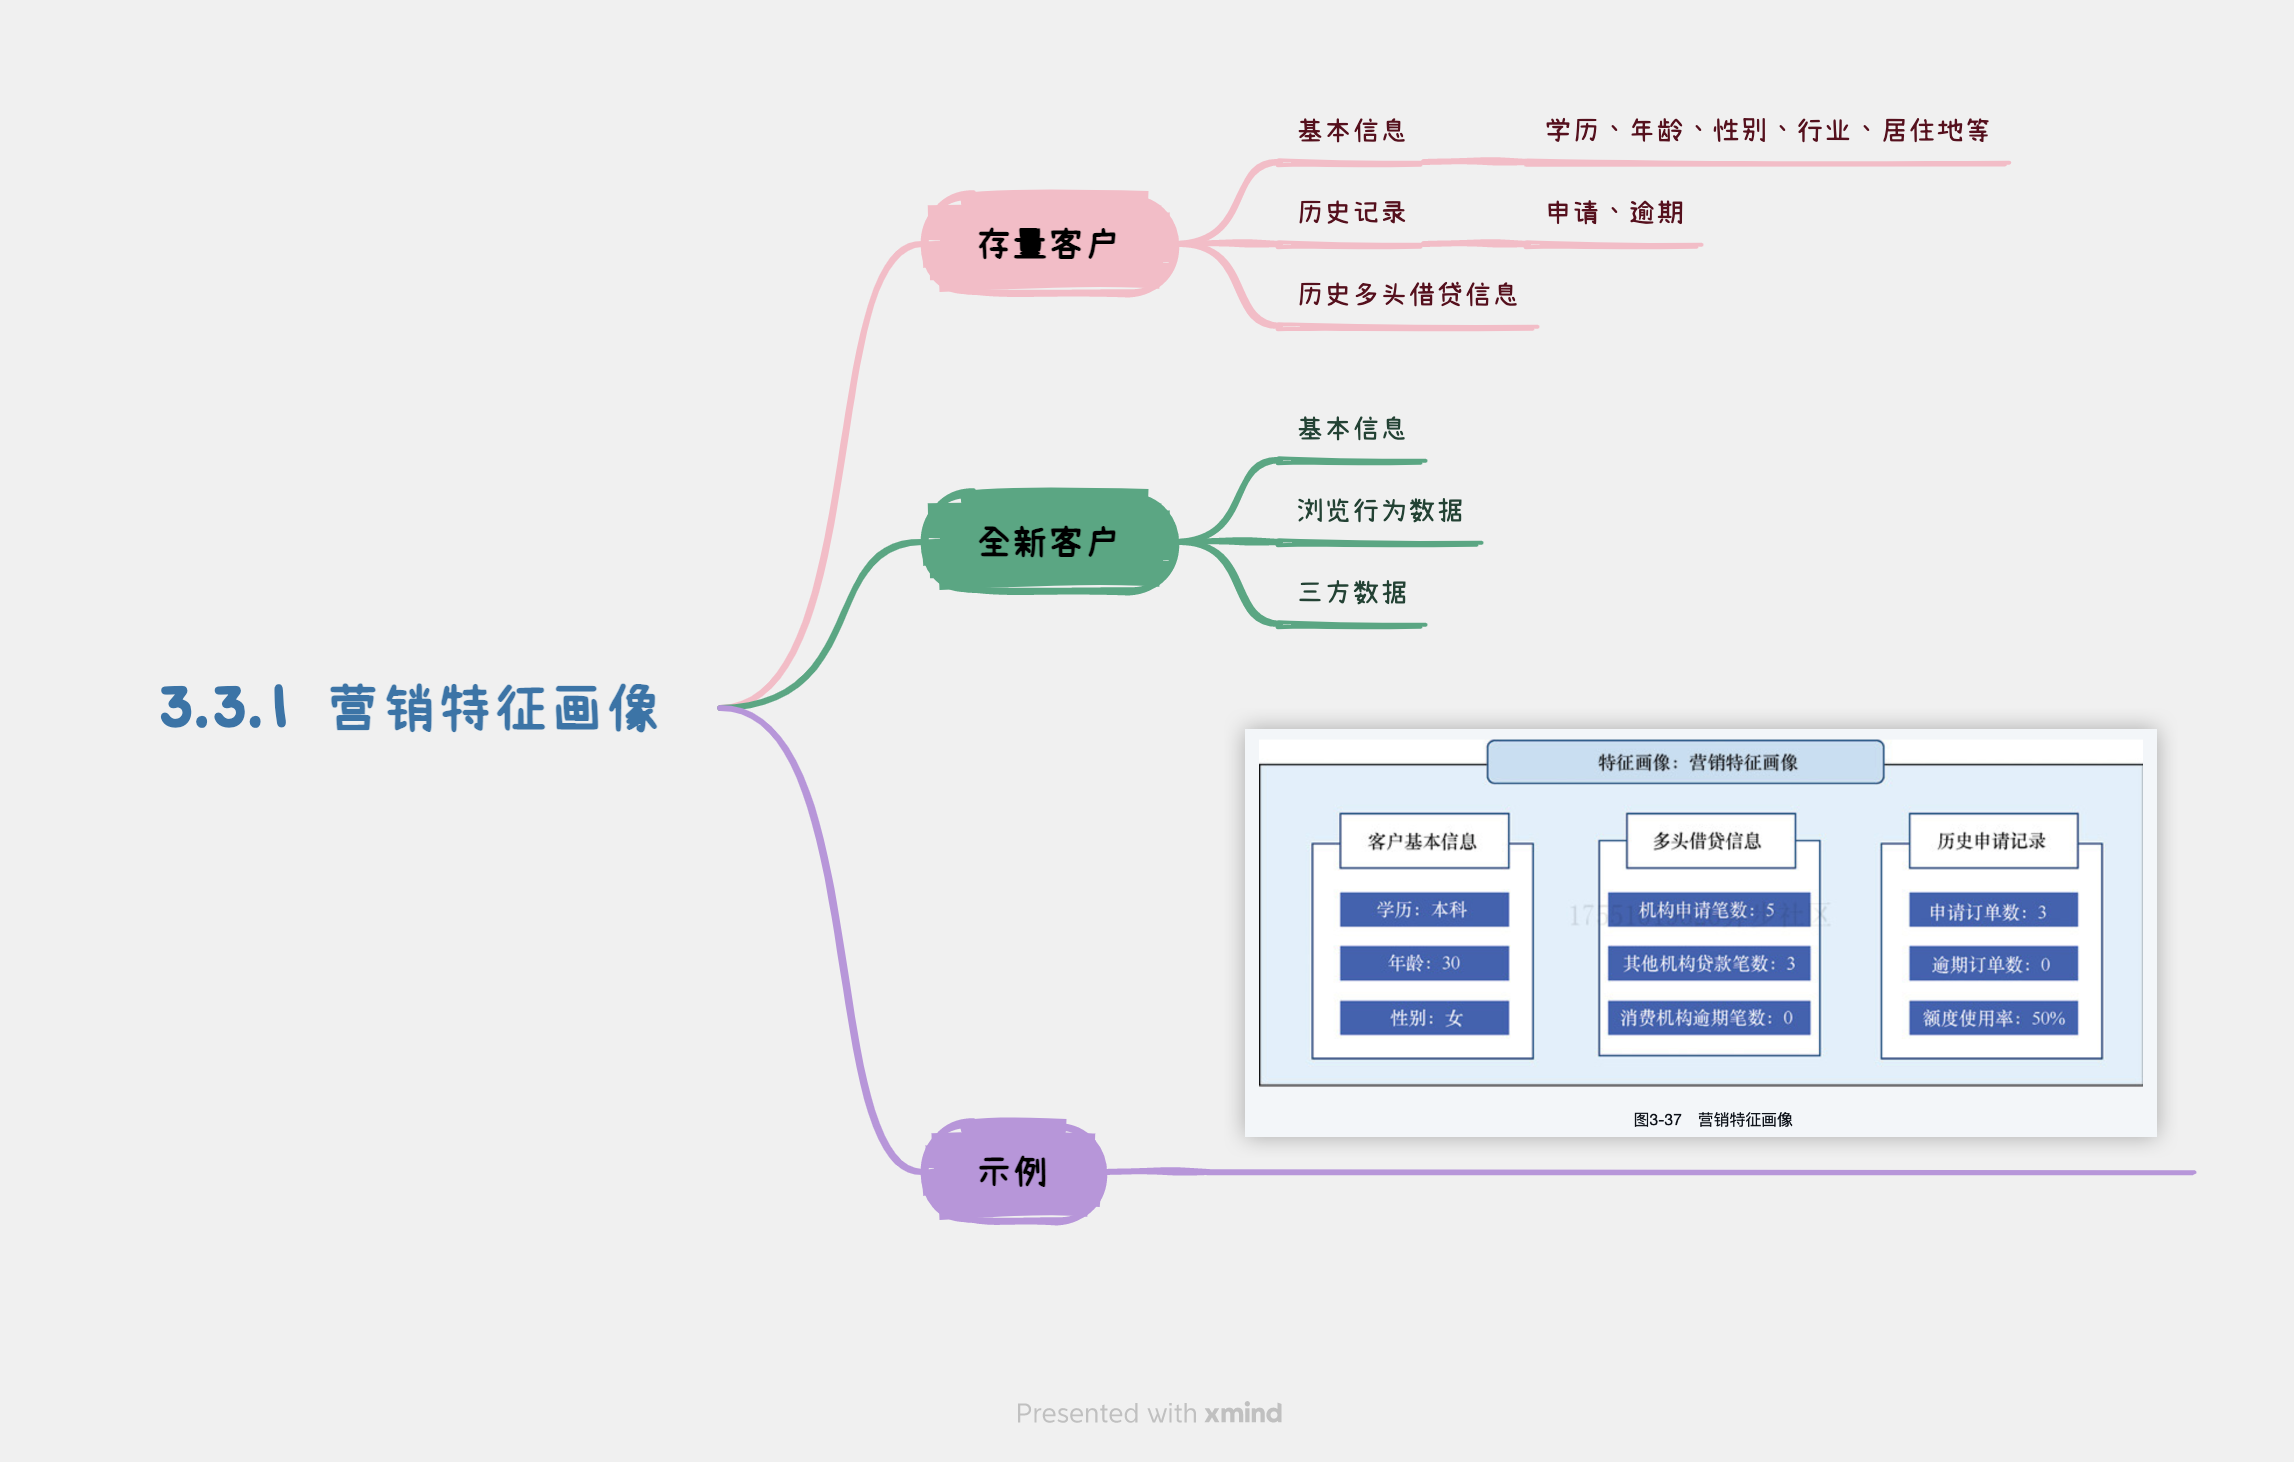 3.3.1 营销特征画像
存量客户
基本信息
学历、年龄、性别、行业、居住地等
历史记录
申请、逾期
历史多头借贷信息
全新客户
基本信息
浏览行为数据
三方数据
示例
特征画像：营销特征画像
客户基本信息
学历：本科
年龄：30
性别：女
多头借贷信息
机构申请笔数：5
其他机构贷款笔数：3
消费机构逾期笔数：0
历史申请记录
申请订单数：3
逾期订单数：0
额度使用率：50%
图3-37 营销特征画像
Presented with xmind